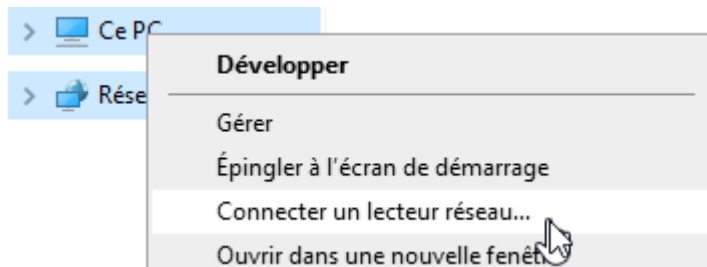 Ce PC
Rése
Développer
Gérer
Épingler à l'écran de démarrage
Connecter un lecteur réseau...
Ouvrir dans une nouvelle